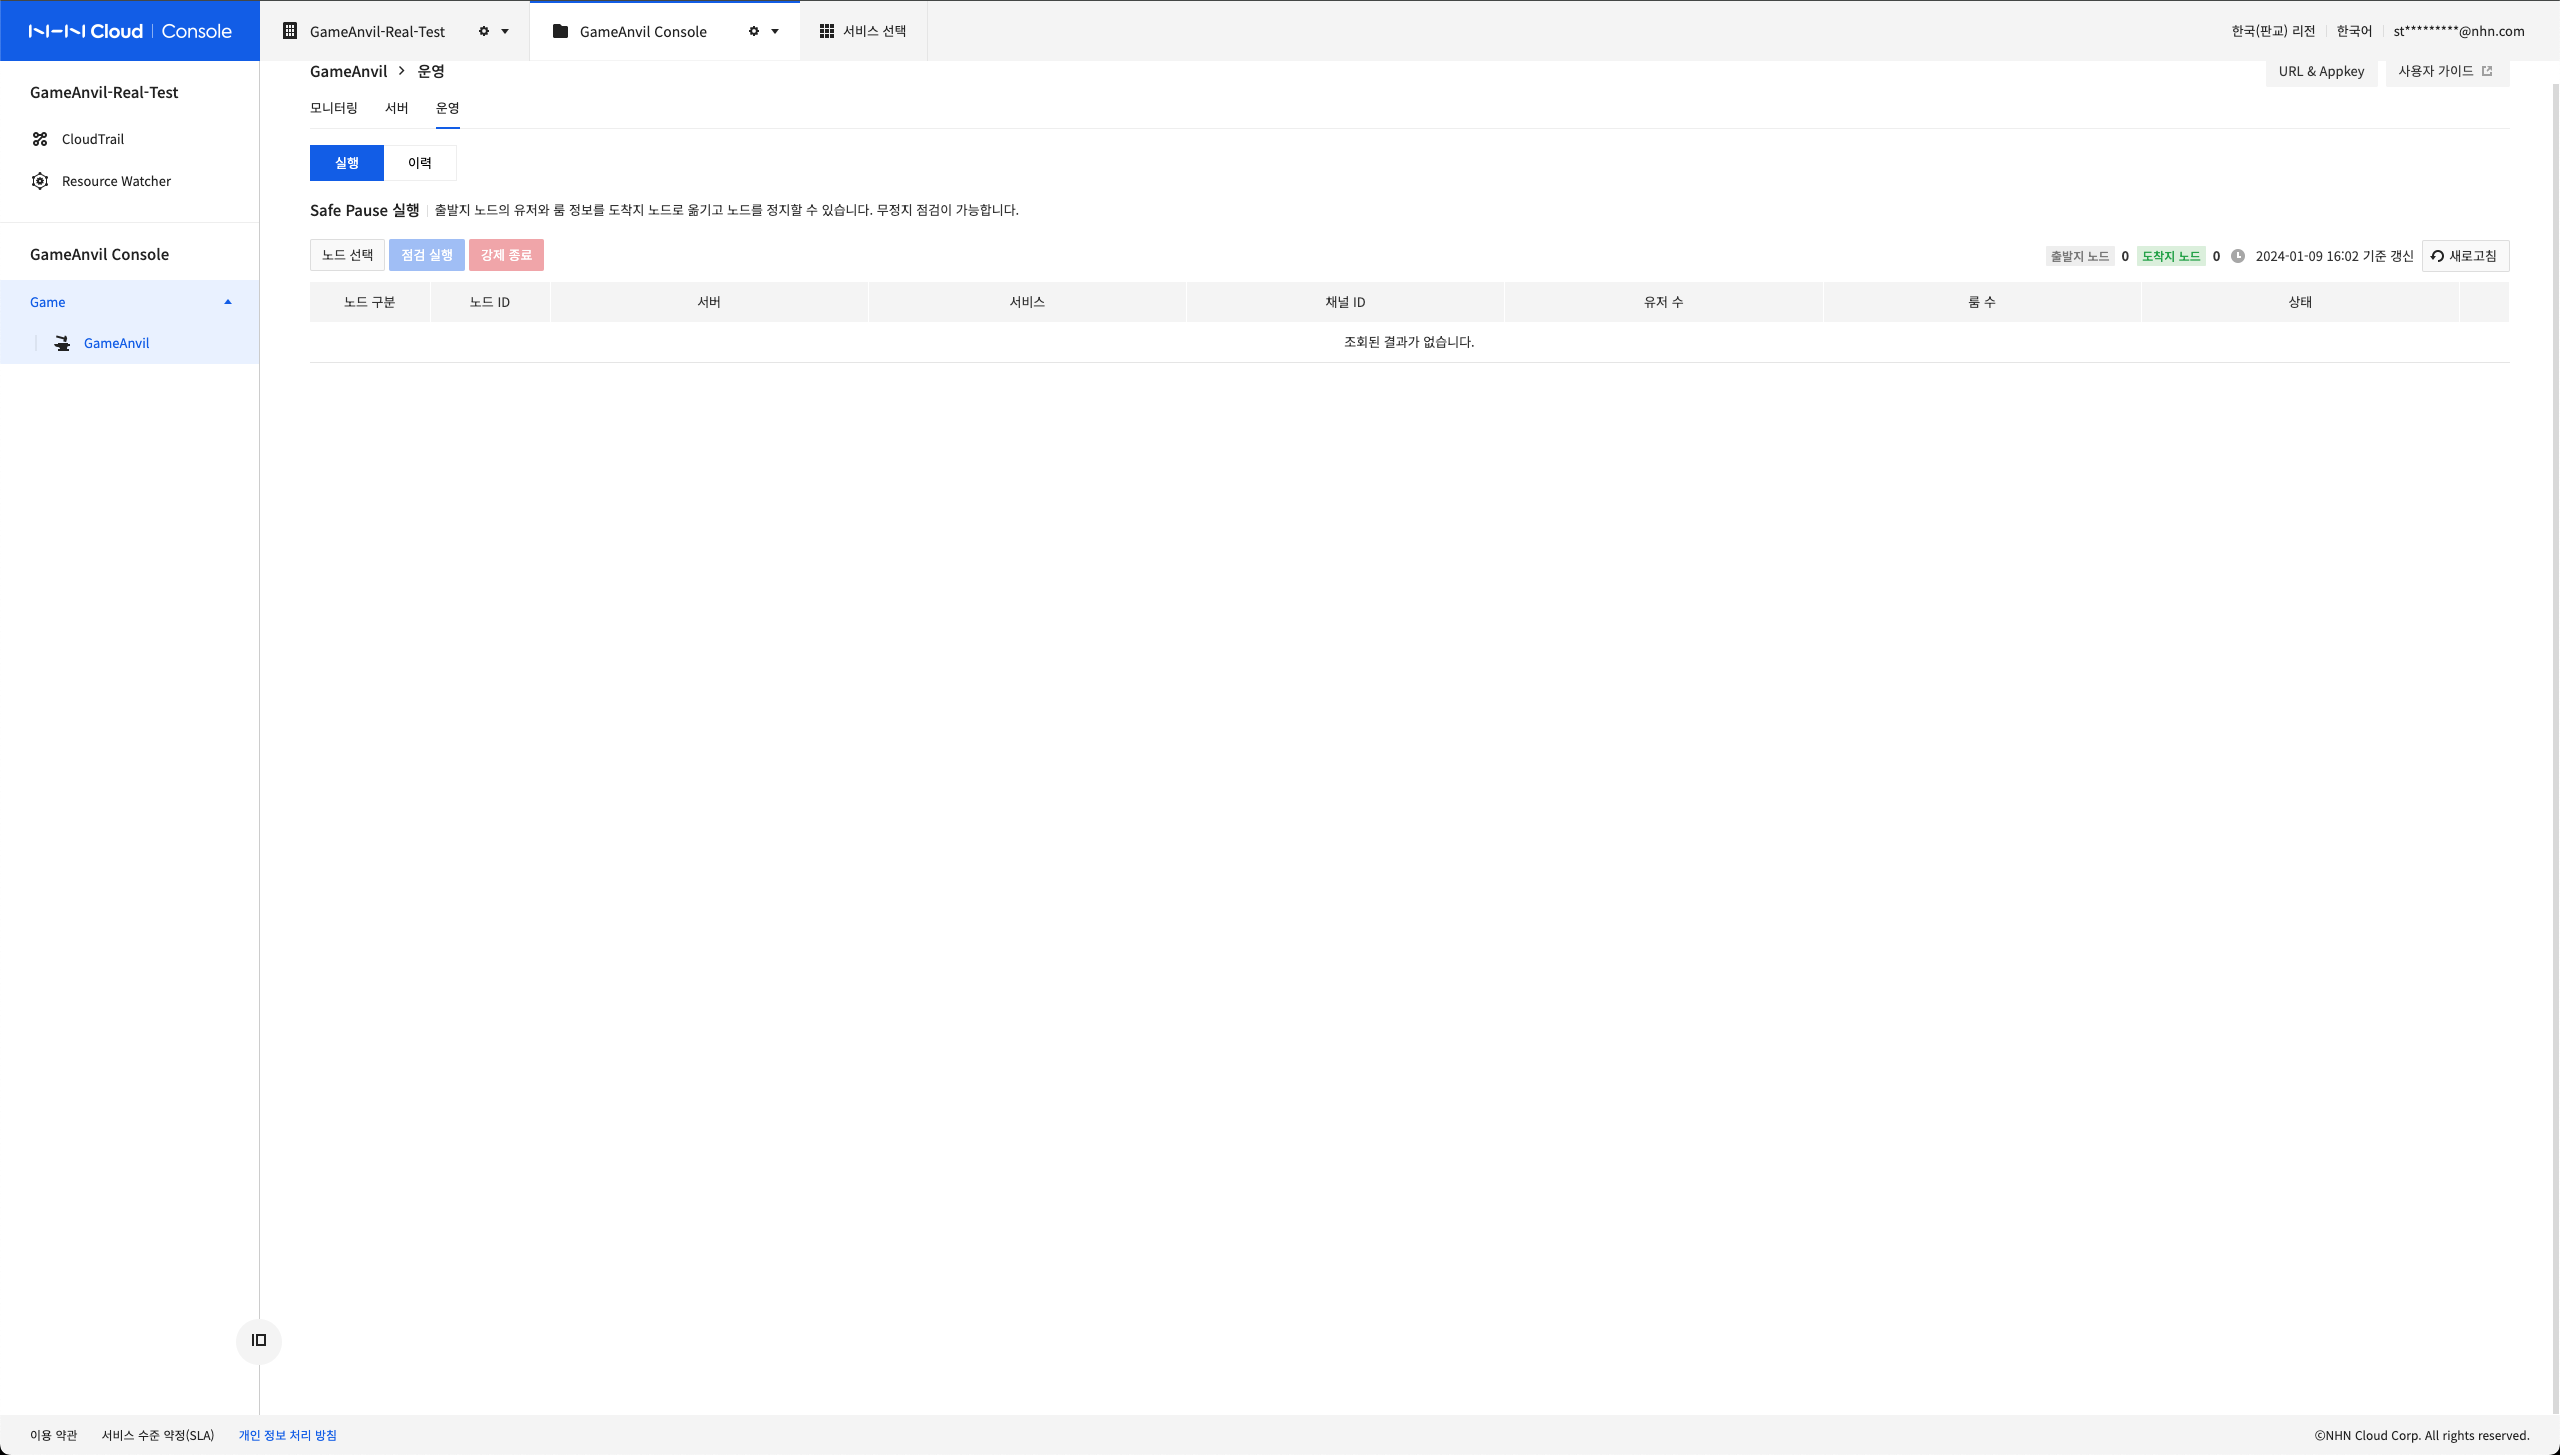 NHN Cloud Console
GameAnvil-Real-Test
GameAnvil Console
서비스 선택
한국(판교) 리전
한국어
st*********@nhn.com
GameAnvil-Real-Test
CloudTrail
Resource Watcher
GameAnvil Console
Game
GameAnvil
GameAnvil > 운영
URL & Appkey
사용자 가이드
모니터링 서버 운영
실행 이력
Safe Pause 실행 출발지 노드의 유저와 룸 정보를 도착지 노드로 옮기고 노드를 정지할 수 있습니다. 무정지 점검이 가능합니다.
노드 선택 점검 실행 강제 종료
출발지 노드 0 도착지 노드 0 2024-01-09 16:02 기준 갱신 새로고침
노드 구분 노드 ID 서버 서비스 채널 ID 유저 수 룸 수 상태
조회된 결과가 없습니다.
이용 약관 서비스 수준 약정(SLA) 개인 정보 처리 방침
©NHN Cloud Corp. All rights reserved.